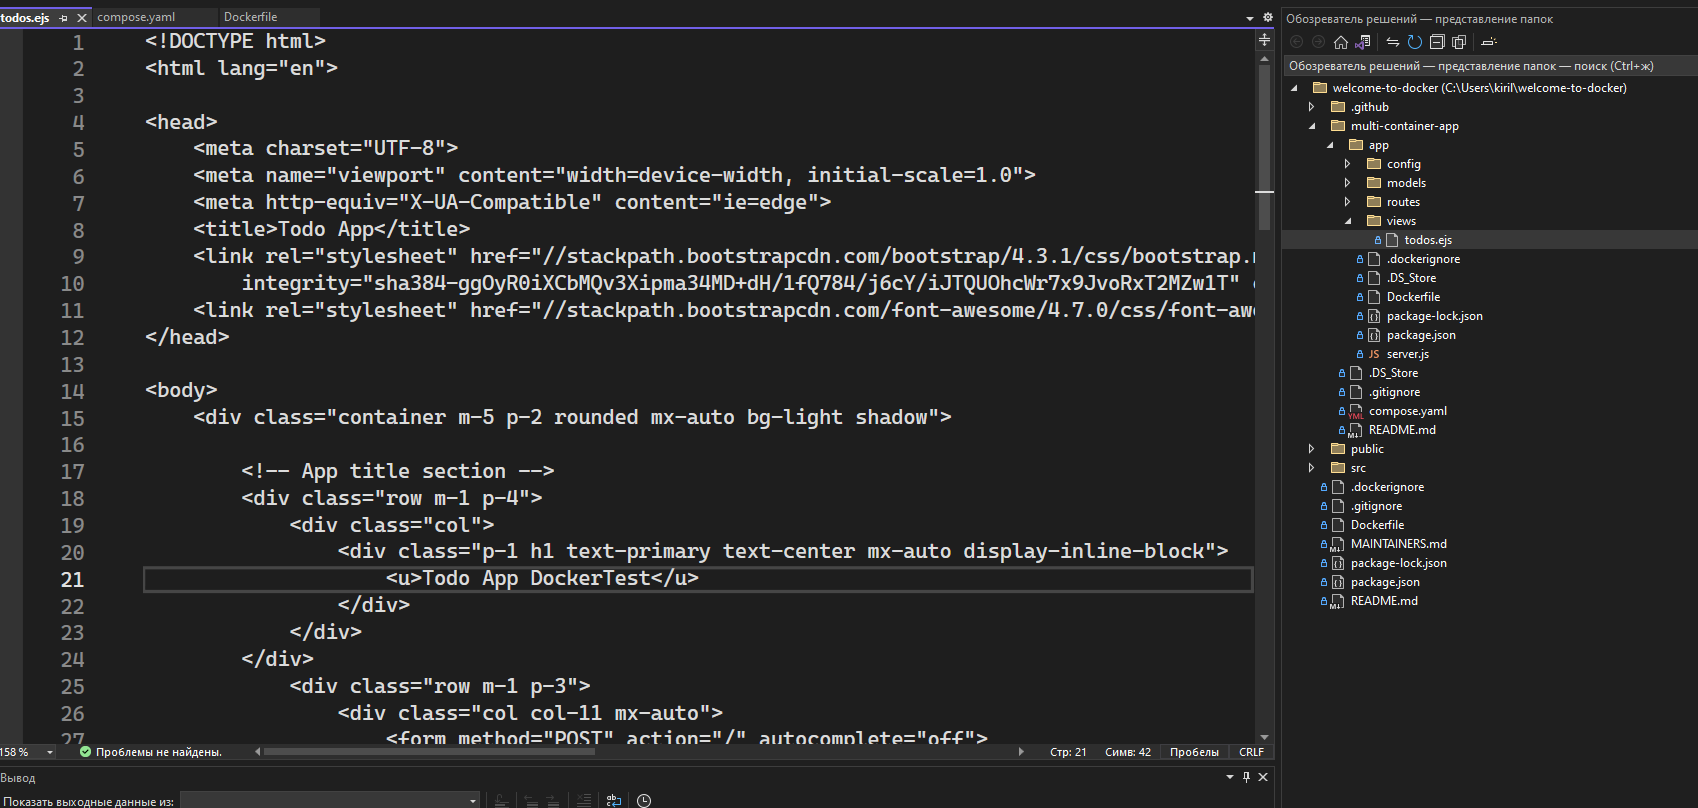 todos.ejs
compose.yaml
Dockerfile
1 <!DOCTYPE html>
2 <html lang="en">
3
4 <head>
5 <meta charset="UTF-8">
6 <meta name="viewport" content="width=device-width, initial-scale=1.0">
7 <meta http-equiv="X-UA-Compatible" content="ie=edge">
8 <title>Todo App</title>
9 <link rel="stylesheet" href="//stackpath.bootstrapcdn.com/bootstrap/4.3.1/css/bootstrap.
10 integrity="sha384-ggOyR0iXCbMQv3Xipma34MD+dH/1fQ784/j6cY/iJTQUOhcWr7x9JvoRxT2MZw1T"
11 <link rel="stylesheet" href="//stackpath.bootstrapcdn.com/font-awesome/4.7.0/css/font-aw
12 </head>
13
14 <body>
15 <div class="container m-5 p-2 rounded mx-auto bg-light shadow">
16
17 <!-- App title section -->
18 <div class="row m-1 p-4">
19 <div class="col">
20 <div class="p-1 h1 text-primary text-center mx-auto display-inline-block">
21 <u>Todo App DockerTest</u>
22 </div>
23 </div>
24 </div>
25 <div class="row m-1 p-3">
26 <div class="col col-11 mx-auto">
27 <form method="POST" action="/" autocomplete="off">
158 %
Проблемы не найдены.
Стр: 21
Симв: 42
Пробелы
CRLF
Вывод
Показать выходные данные из:
Обозреватель решений — представление папок
Обозреватель решений — представление папок — поиск (Ctrl+ж)
welcome-to-docker (C:\Users\kiril\welcome-to-docker)
.github
multi-container-app
app
config
models
routes
views
todos.ejs
.dockerignore
.DS_Store
Dockerfile
package-lock.json
package.json
JS server.js
.DS_Store
.gitignore
YML compose.yaml
README.md
public
src
.dockerignore
.gitignore
Dockerfile
MAINTAINERS.md
package-lock.json
package.json
README.md